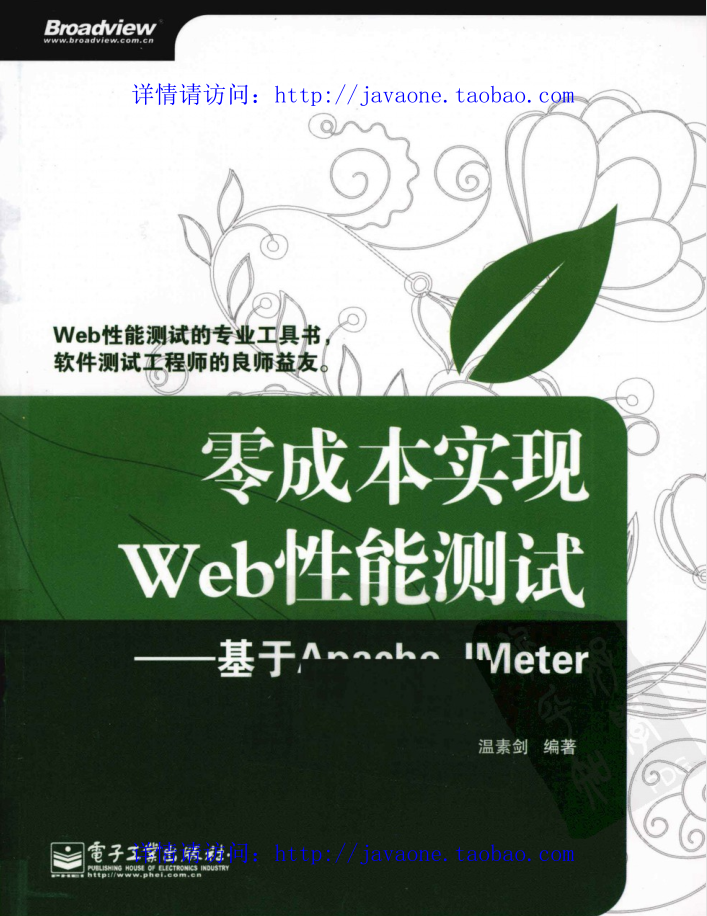 Broadview
www.broadview.com.cn
详情请访问：http://javaone.taobao.com
Web性能测试的专业工具书，
软件测试工程师的良师益友。
零成本实现
Web性能测试
——基于Apache JMeter
温素剑 编著
電子工業出版社
详情请访问：http://javaone.taobao.com
PUBLISHING HOUSE OF ELECTRONICS INDUSTRY
http://www.phei.com.cn
PDG